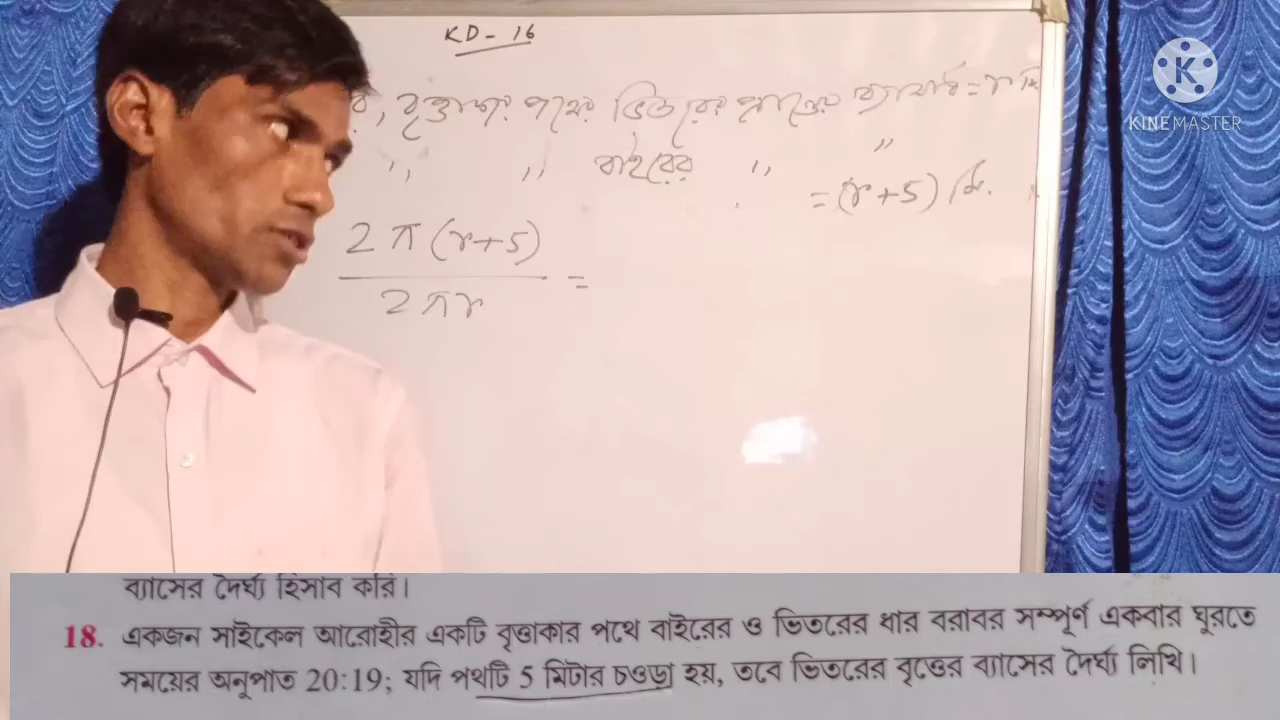 KD - 16
, বৃত্তাকার পথের ভিতরের প্রান্তের ব্যাসার্ধ = r মি.
,, ,, বাইরের ,, ,,
= (r+5) মি.
2π(r+5)
=
2πr
KINEMASTER
ব্যাসের দৈর্ঘ্য হিসাব করি।
18. একজন সাইকেল আরোহীর একটি বৃত্তাকার পথে বাইরের ও ভিতরের ধার বরাবর সম্পূর্ণ একবার ঘুরতে
সময়ের অনুপাত 20:19; যদি পথটি 5 মিটার চওড়া হয়, তবে ভিতরের বৃত্তের ব্যাসের দৈর্ঘ্য লিখি।